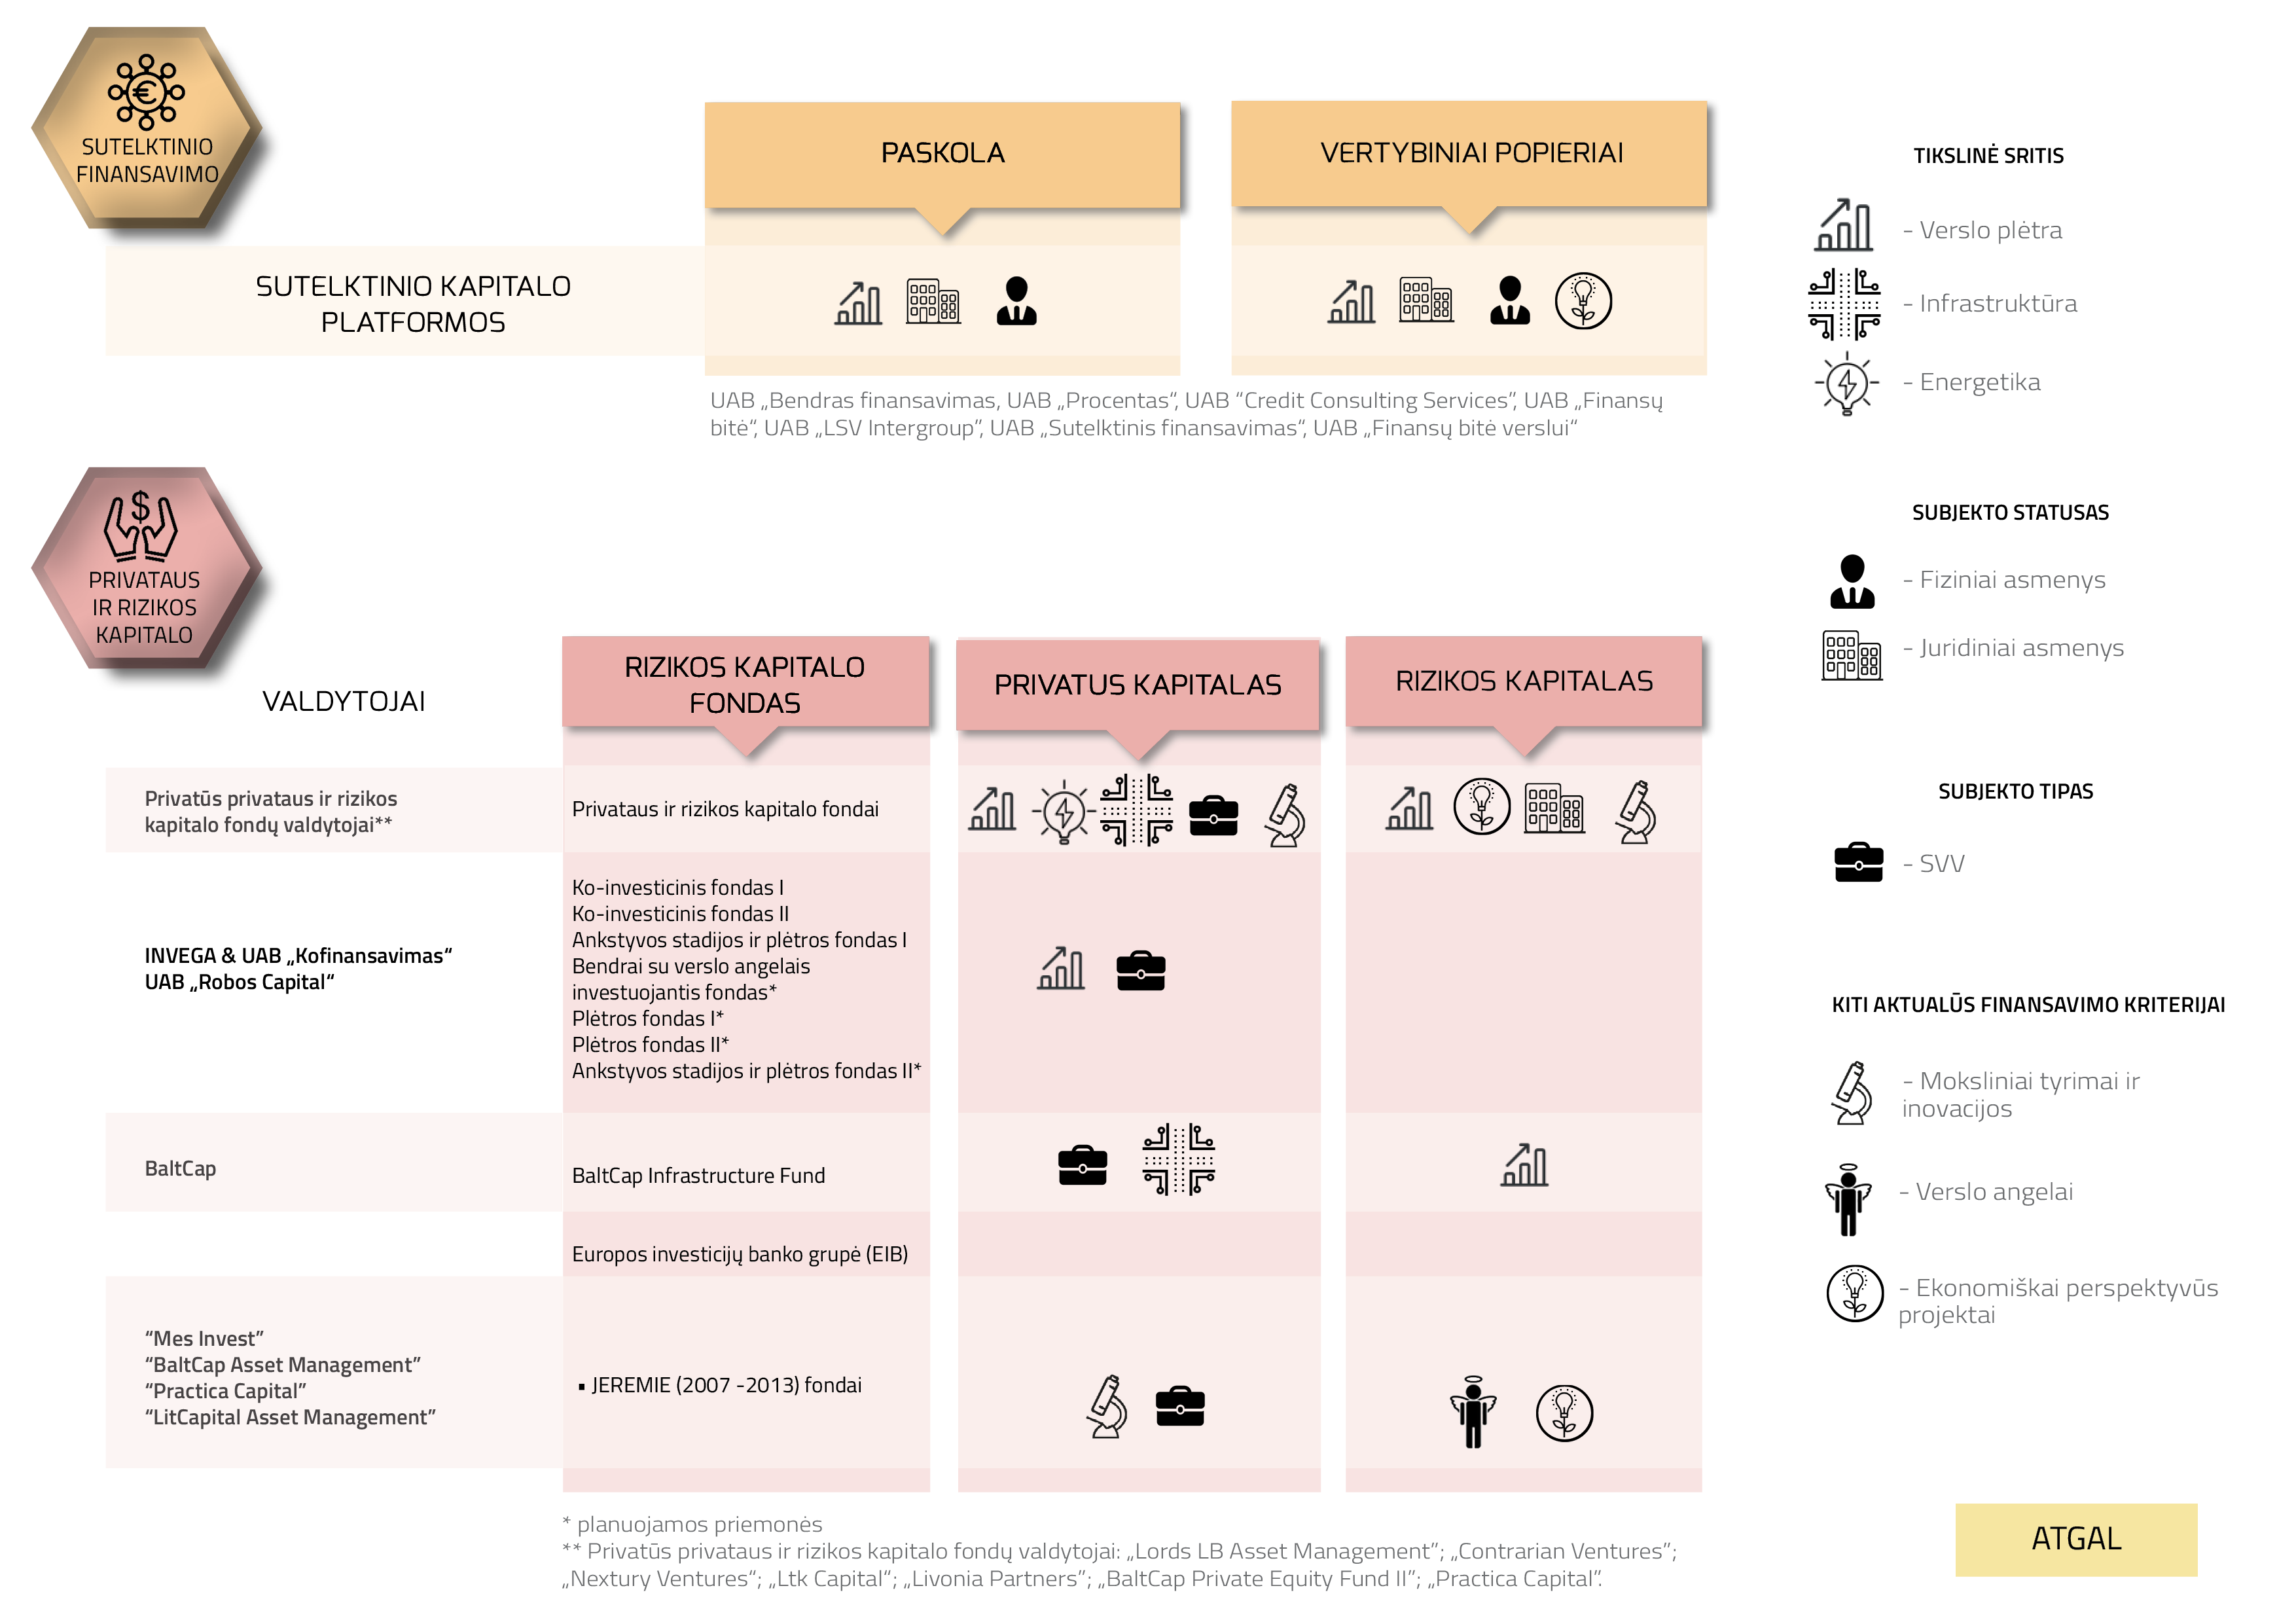 SUTELKTINIO
FINANSAVIMO
PASKOLA
VERTYBINIAI POPIERIAI
SUTELKTINIO KAPITALO
PLATFORMOS
UAB „Bendras finansavimas, UAB „Procentas“, UAB “Credit Consulting Services”, UAB „Finansų
bitė“, UAB „LSV Intergroup”, UAB „Sutelktinis finansavimas“, UAB „Finansų bitė verslui“
PRIVATAUS
IR RIZIKOS
KAPITALO
VALDYTOJAI
RIZIKOS KAPITALO
FONDAS
PRIVATUS KAPITALAS
RIZIKOS KAPITALAS
Privatūs privataus ir rizikos
kapitalo fondų valdytojai**
Privataus ir rizikos kapitalo fondai
INVEGA & UAB „Kofinansavimas“
UAB „Robos Capital“
Ko-investicinis fondas I
Ko-investicinis fondas II
Ankstyvos stadijos ir plėtros fondas I
Bendrai su verslo angelais
investuojantis fondas*
Plėtros fondas I*
Plėtros fondas II*
Ankstyvos stadijos ir plėtros fondas II*
BaltCap
BaltCap Infrastructure Fund
Europos investicijų banko grupė (EIB)
“Mes Invest”
“BaltCap Asset Management”
“Practica Capital”
“LitCapital Asset Management”
▪ JEREMIE (2007 -2013) fondai
* planuojamos priemonės
** Privatūs privataus ir rizikos kapitalo fondų valdytojai: „Lords LB Asset Management”; „Contrarian Ventures”;
„Nextury Ventures“; „Ltk Capital“; „Livonia Partners”; „BaltCap Private Equity Fund II”; „Practica Capital”.
TIKSLINĖ SRITIS
- Verslo plėtra
- Infrastruktūra
- Energetika
SUBJEKTO STATUSAS
- Fiziniai asmenys
- Juridiniai asmenys
SUBJEKTO TIPAS
- SVV
KITI AKTUALŪS FINANSAVIMO KRITERIJAI
- Moksliniai tyrimai ir
inovacijos
- Verslo angelai
- Ekonomiškai perspektyvūs
projektai
ATGAL